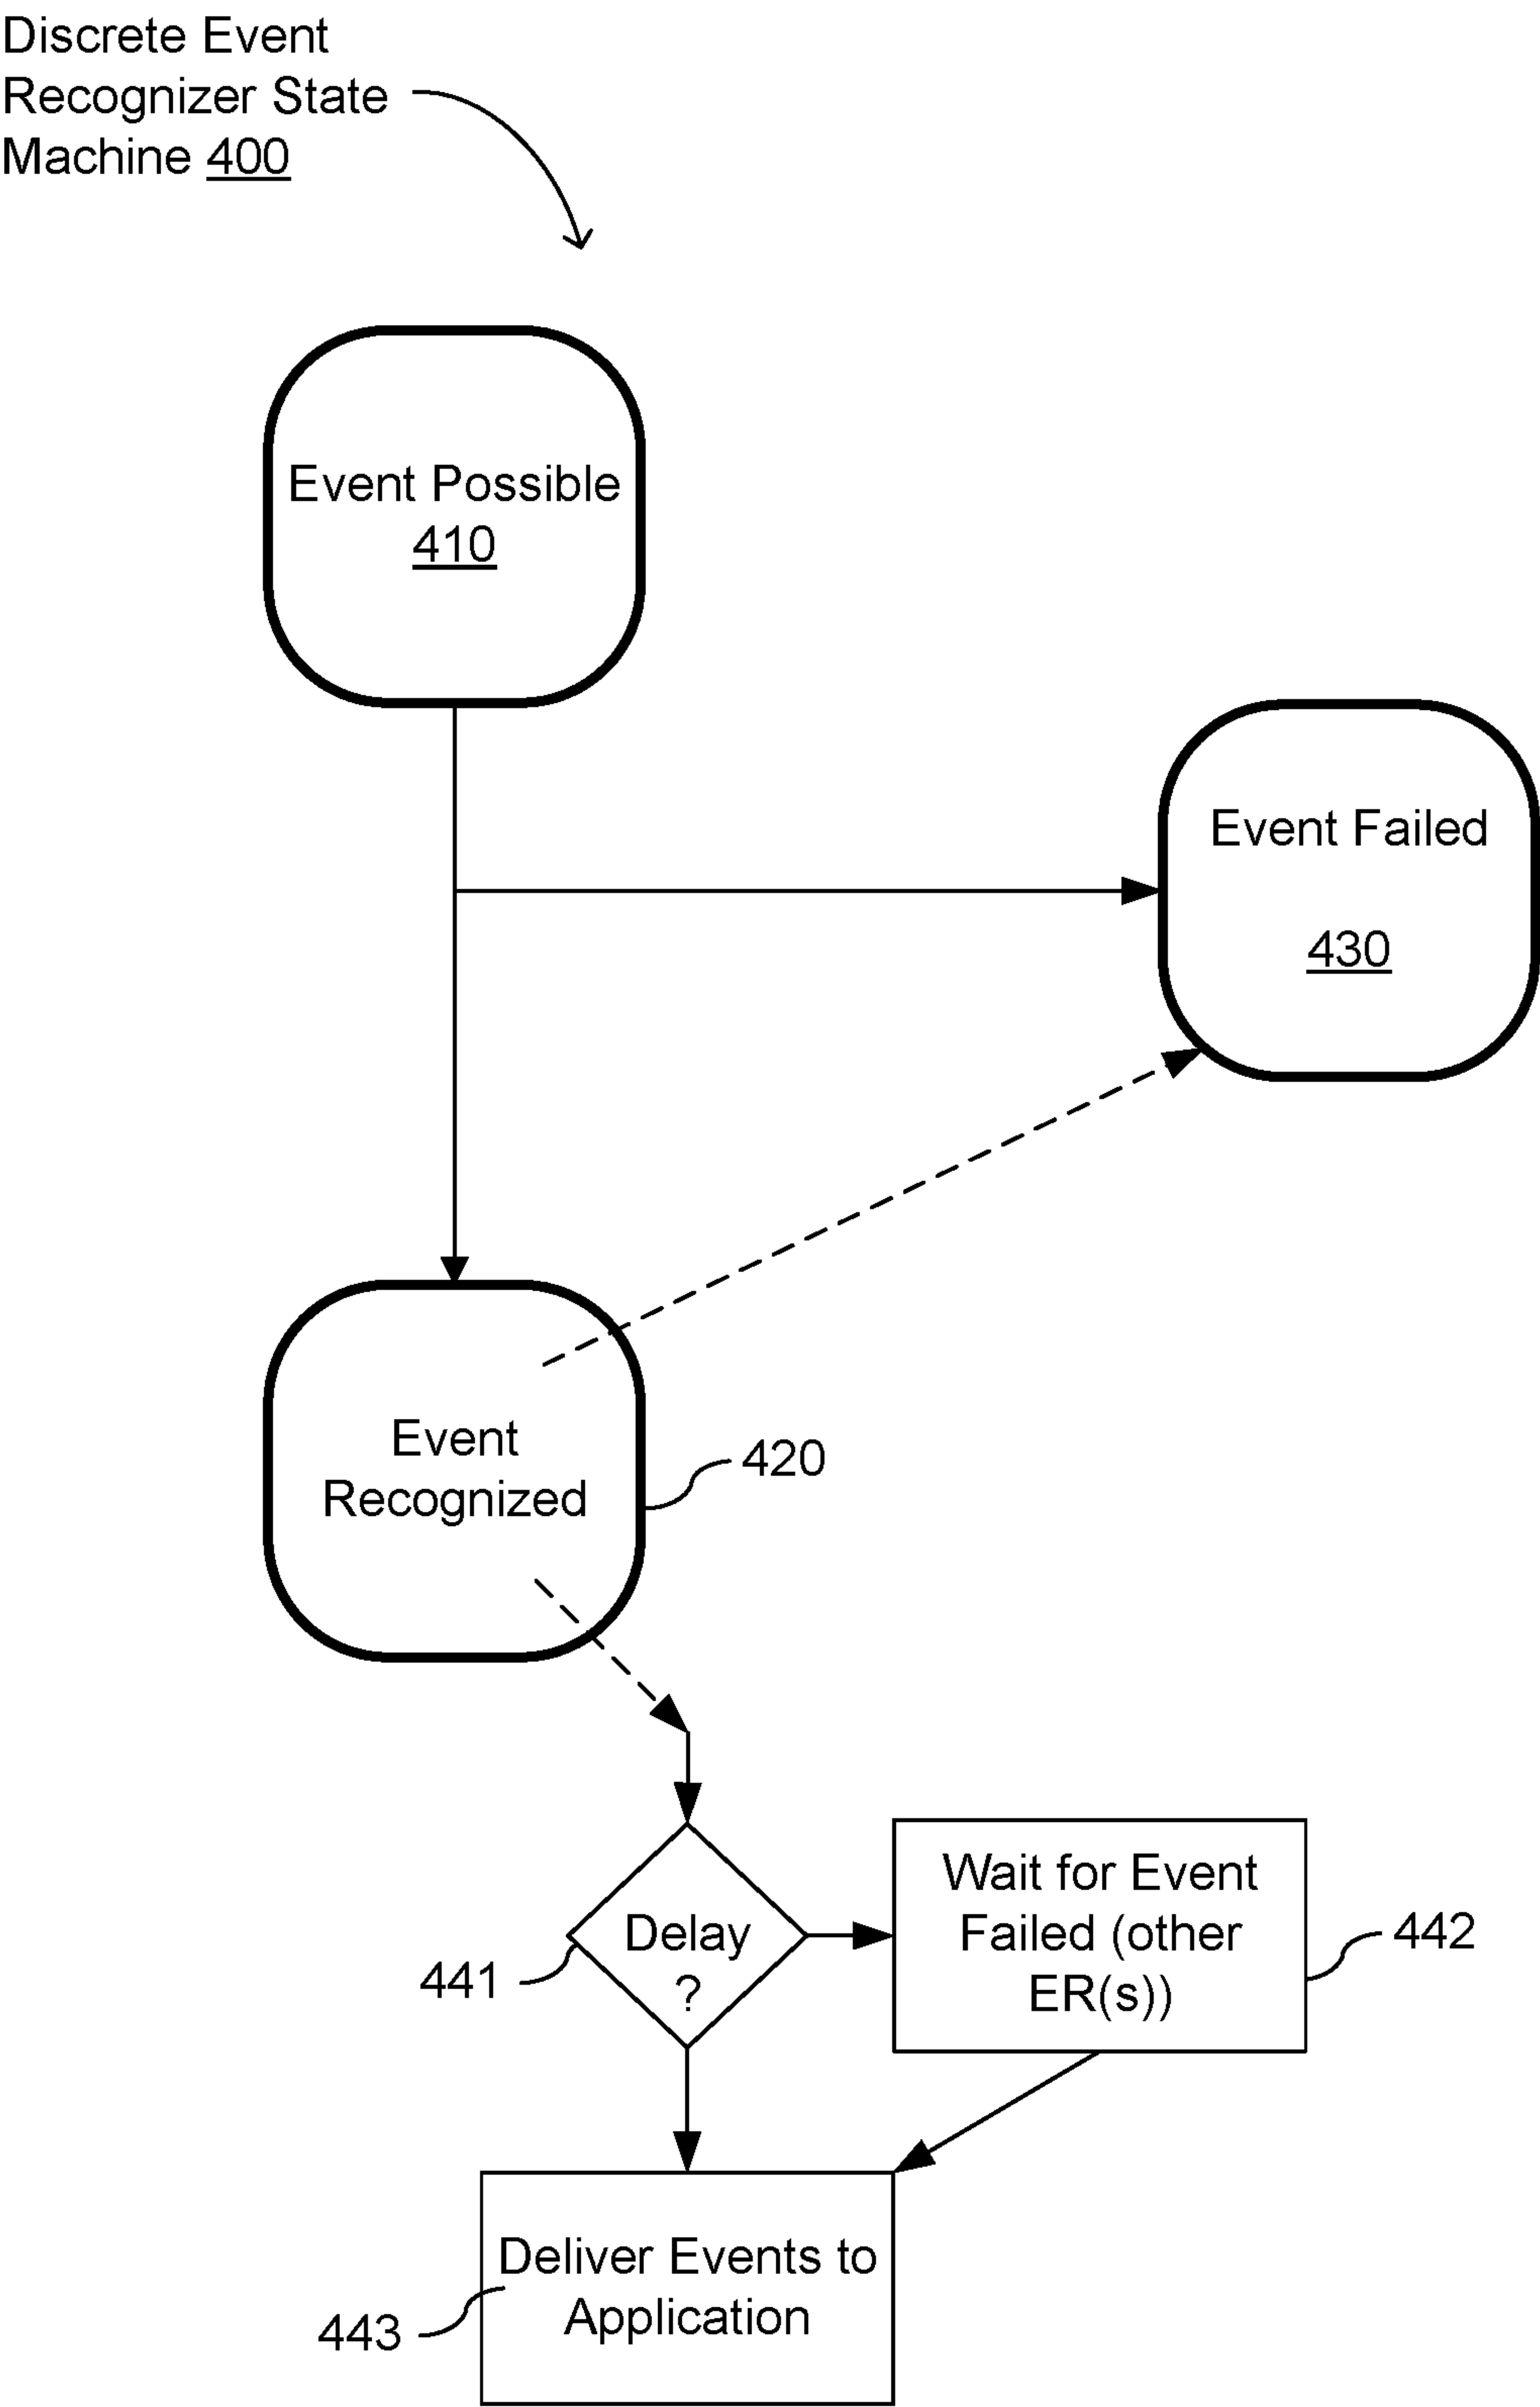 Discrete Event
Recognizer State
Machine 400
Event Possible
410
Event Failed
430
Event
Recognized
420
Delay
?
441
Wait for Event
Failed (other
ER(s))
442
Deliver Events to
Application
443